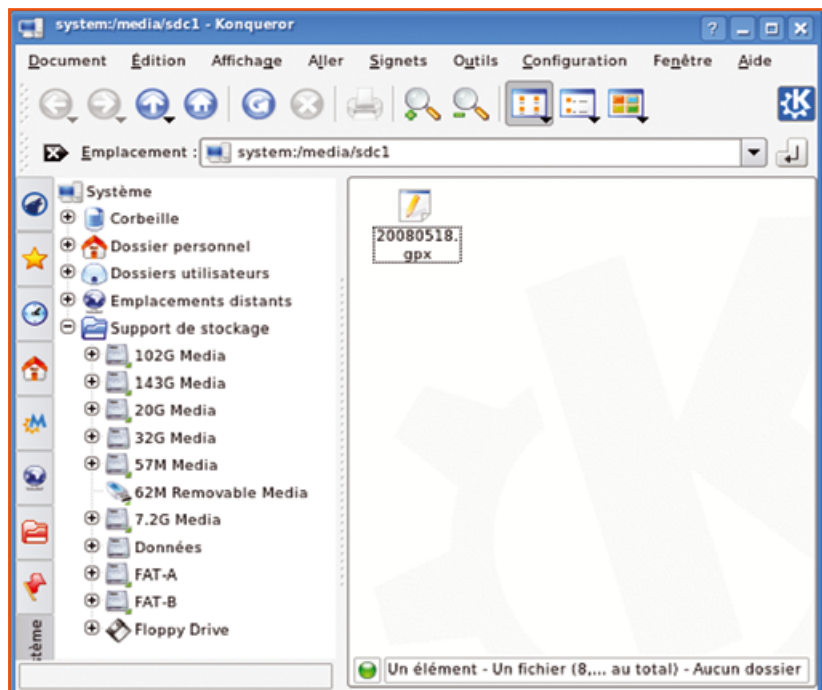 system:/media/sdc1 - Konqueror
Document Édition Affichage Aller Signets Outils Configuration Fenêtre Aide
Emplacement : system:/media/sdc1
Système
Corbeille
Dossier personnel
Dossiers utilisateurs
Emplacements distants
Support de stockage
102G Media
143G Media
20G Media
32G Media
57M Media
62M Removable Media
7.2G Media
Données
FAT-A
FAT-B
Floppy Drive
tème
20080518.
gpx
Un élément - Un fichier (8,... au total) - Aucun dossier